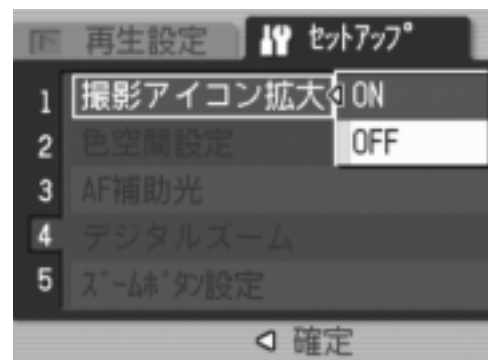 再生設定 セットアップ
1 撮影アイコン拡大 ON
2 色空間設定 OFF
3 AF補助光
4 デジタルズーム
5 ズームボタン設定
確定